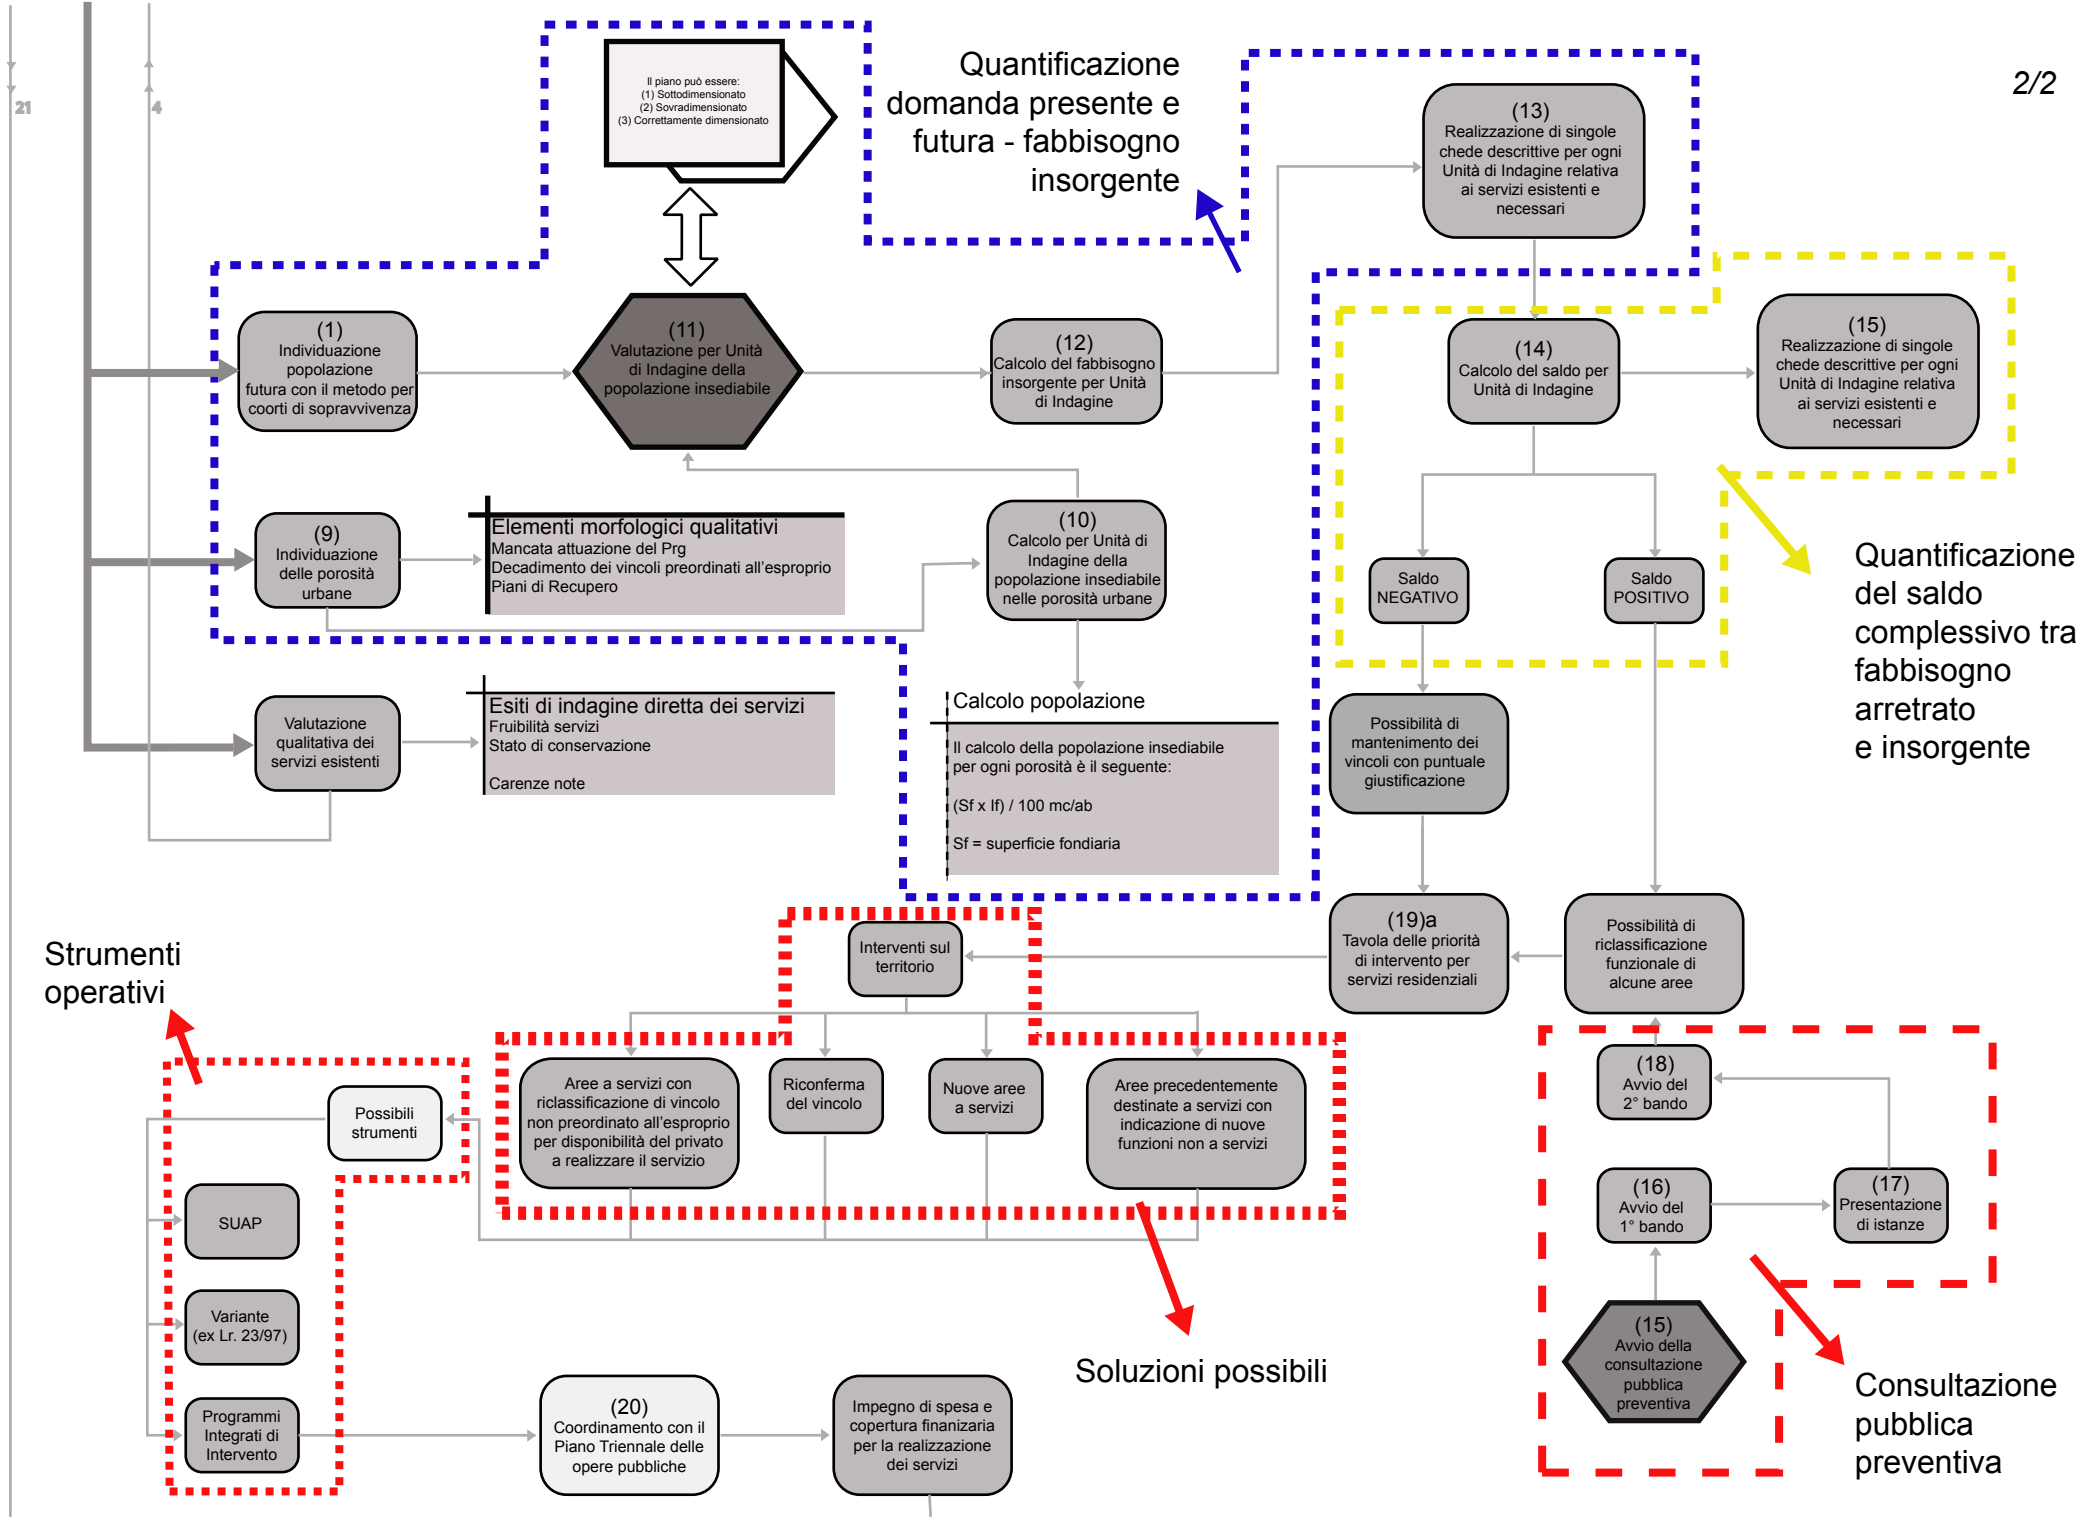 2/2
21
4
Il piano può essere:
(1) Sottodimensionato
(2) Sovradimensionato
(3) Correttamente dimensionato
Quantificazione
domanda presente e
futura - fabbisogno
insorgente
(13)
Realizzazione di singole
chede descrittive per ogni
Unità di Indagine relativa
ai servizi esistenti e
necessari
(1)
Individuazione
popolazione
futura con il metodo per
coorti di sopravvivenza
(11)
Valutazione per Unità
di Indagine della
popolazione insediabile
(12)
Calcolo del fabbisogno
insorgente per Unità
di Indagine
(14)
Calcolo del saldo per
Unità di Indagine
(15)
Realizzazione di singole
chede descrittive per ogni
Unità di Indagine relativa
ai servizi esistenti e
necessari
(9)
Individuazione
delle porosità
urbane
Elementi morfologici qualitativi
Mancata attuazione del Prg
Decadimento dei vincoli preordinati all'esproprio
Piani di Recupero
(10)
Calcolo per Unità di
Indagine della
popolazione insediabile
nelle porosità urbane
Saldo
NEGATIVO
Saldo
POSITIVO
Quantificazione
del saldo
complessivo tra
fabbisogno
arretrato
e insorgente
Valutazione
qualitativa dei
servizi esistenti
Esiti di indagine diretta dei servizi
Fruibilità servizi
Stato di conservazione
Carenze note
Calcolo popolazione
Il calcolo della popolazione insediabile
per ogni porosità è il seguente:
(Sf x If) / 100 mc/ab
Sf = superficie fondiaria
Possibilità di
mantenimento dei
vincoli con puntuale
giustificazione
Strumenti
operativi
Interventi sul
territorio
(19)a
Tavola delle priorità
di intervento per
servizi residenziali
Possibilità di
riclassificazione
funzionale di
alcune aree
Possibili
strumenti
Aree a servizi con
riclassificazione di vincolo
non preordinato all'esproprio
per disponibilità del privato
a realizzare il servizio
Riconferma
del vincolo
Nuove aree
a servizi
Aree precedentemente
destinate a servizi con
indicazione di nuove
funzioni non a servizi
(18)
Avvio del
2° bando
(16)
Avvio del
1° bando
(17)
Presentazione
di istanze
SUAP
Variante
(ex Lr. 23/97)
Programmi
Integrati di
Intervento
(20)
Coordinamento con il
Piano Triennale delle
opere pubbliche
Impegno di spesa e
copertura finanizaria
per la realizzazione
dei servizi
Soluzioni possibili
(15)
Avvio della
consultazione
pubblica
preventiva
Consultazione
pubblica
preventiva